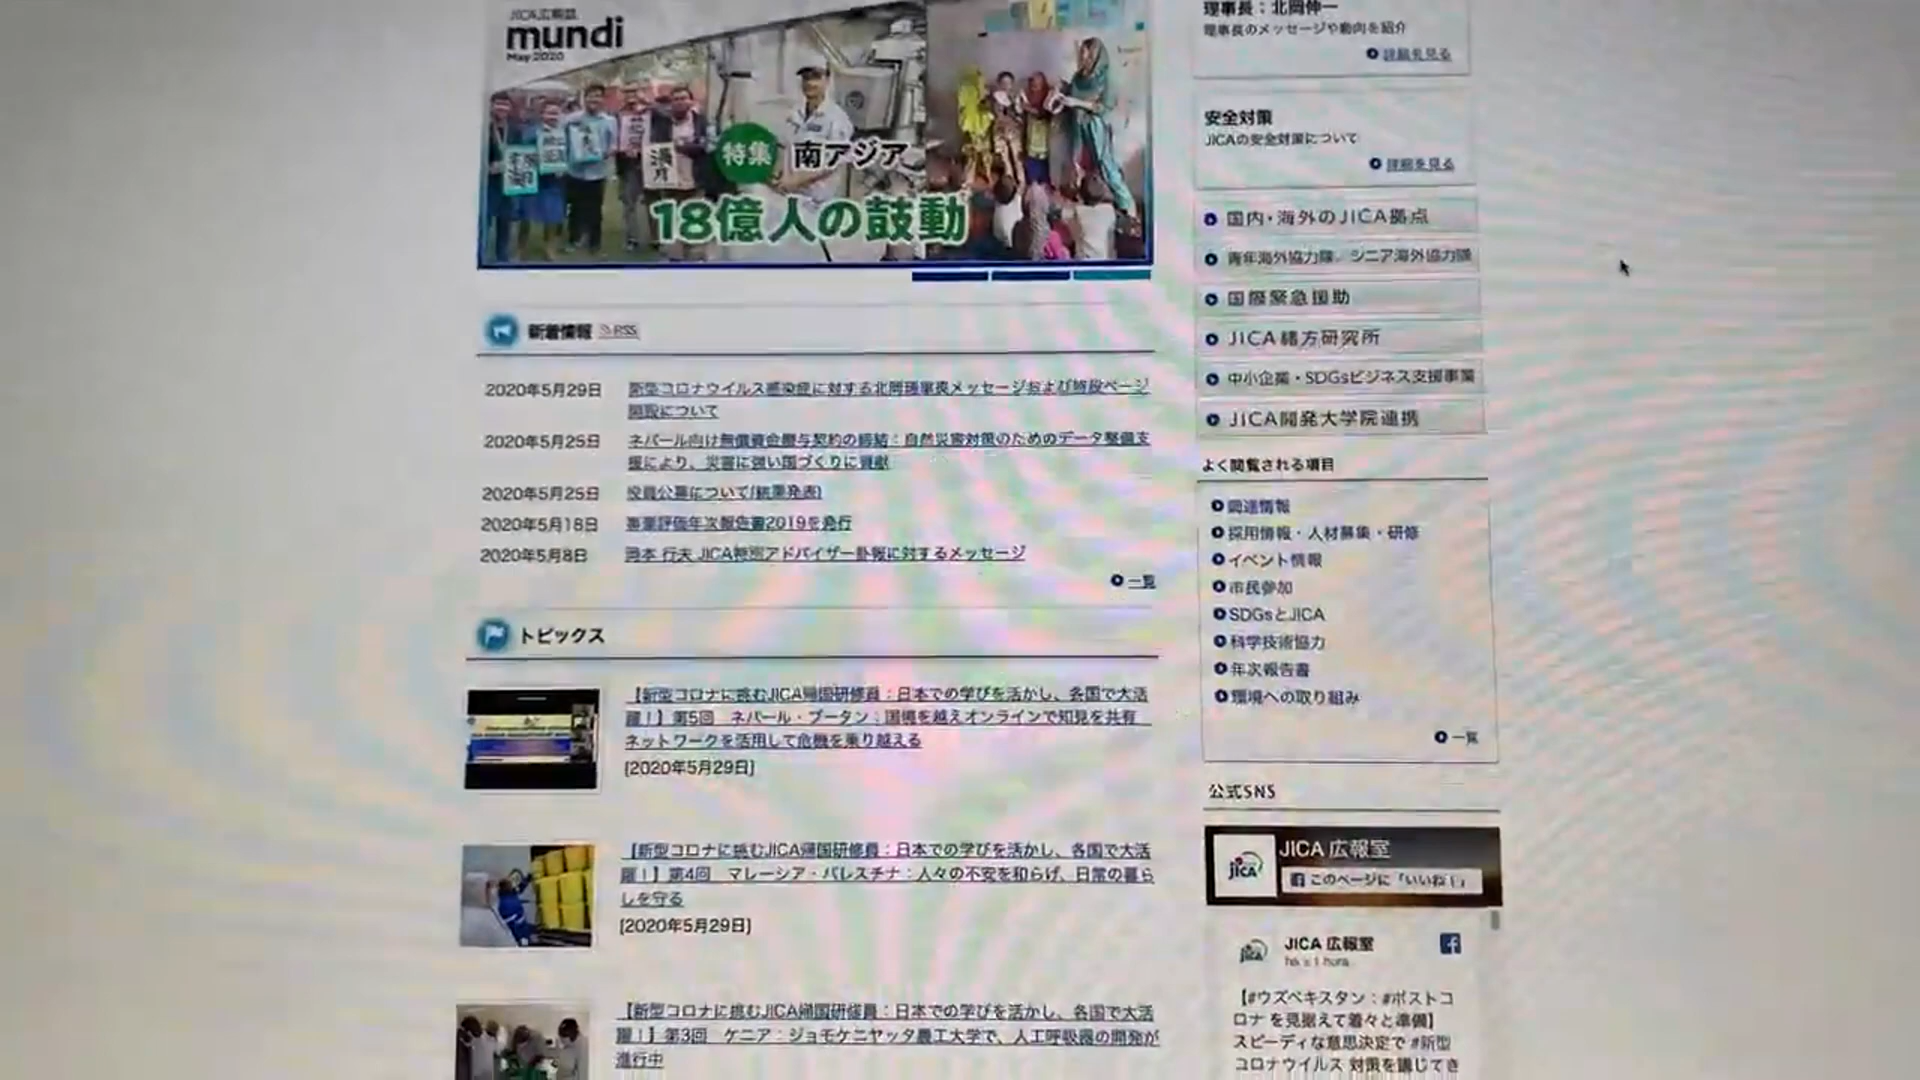 JICA広報誌
mundi
May 2020
特集 南アジア
18億人の鼓動
新着情報 RSS
2020年5月29日 新型コロナウイルス感染症に対する北岡理事長メッセージおよび特設ページ
開設について
2020年5月25日 ネパール向け無償資金贈与契約の締結：自然災害対策のためのデータ整備支
援により、災害に強い国づくりに貢献
2020年5月25日 役員公募について(結果発表)
2020年5月18日 事業評価年次報告書2019を発行
2020年5月8日 岡本 行夫 JICA特別アドバイザー訃報に対するメッセージ
一覧
トピックス
【新型コロナに挑むJICA帰国研修員：日本での学びを活かし、各国で大活
躍！】第5回 ネパール・ブータン：国境を越えオンラインで知見を共有
ネットワークを活用して危機を乗り越える
[2020年5月29日]
【新型コロナに挑むJICA帰国研修員：日本での学びを活かし、各国で大活
躍！】第4回 マレーシア・パレスチナ：人々の不安を和らげ、日常の暮ら
しを守る
[2020年5月29日]
【新型コロナに挑むJICA帰国研修員：日本での学びを活かし、各国で大活
躍！】第3回 ケニア：ジョモケニヤッタ農工大学で、人工呼吸器の開発が
進行中
理事長：北岡伸一
理事長のメッセージや動向を紹介
詳細を見る
安全対策
JICAの安全対策について
詳細を見る
国内・海外のJICA拠点
青年海外協力隊、シニア海外協力隊
国際緊急援助
JICA緒方研究所
中小企業・SDGsビジネス支援事業
JICA開発大学院連携
よく閲覧される項目
調達情報
採用情報・人材募集・研修
イベント情報
市民参加
SDGsとJICA
科学技術協力
年次報告書
環境への取り組み
一覧
公式SNS
jica
JICA 広報室
このページに「いいね！」
jica
JICA 広報室
há ± 1 hora
【#ウズベキスタン：#ポストコ
ロナ を見据えて着々と準備】
スピーディな意思決定で #新型
コロナウイルス 対策を講じてき